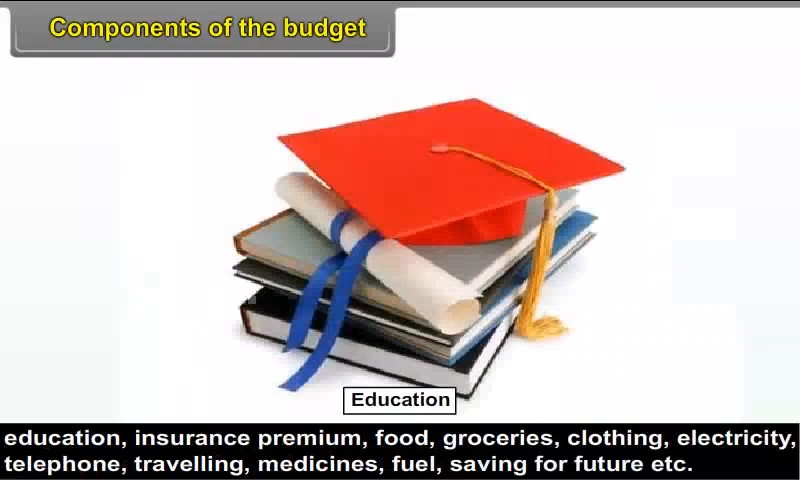 Components of the budget
Education
education, insurance premium, food, groceries, clothing, electricity,
telephone, travelling, medicines, fuel, saving for future etc.